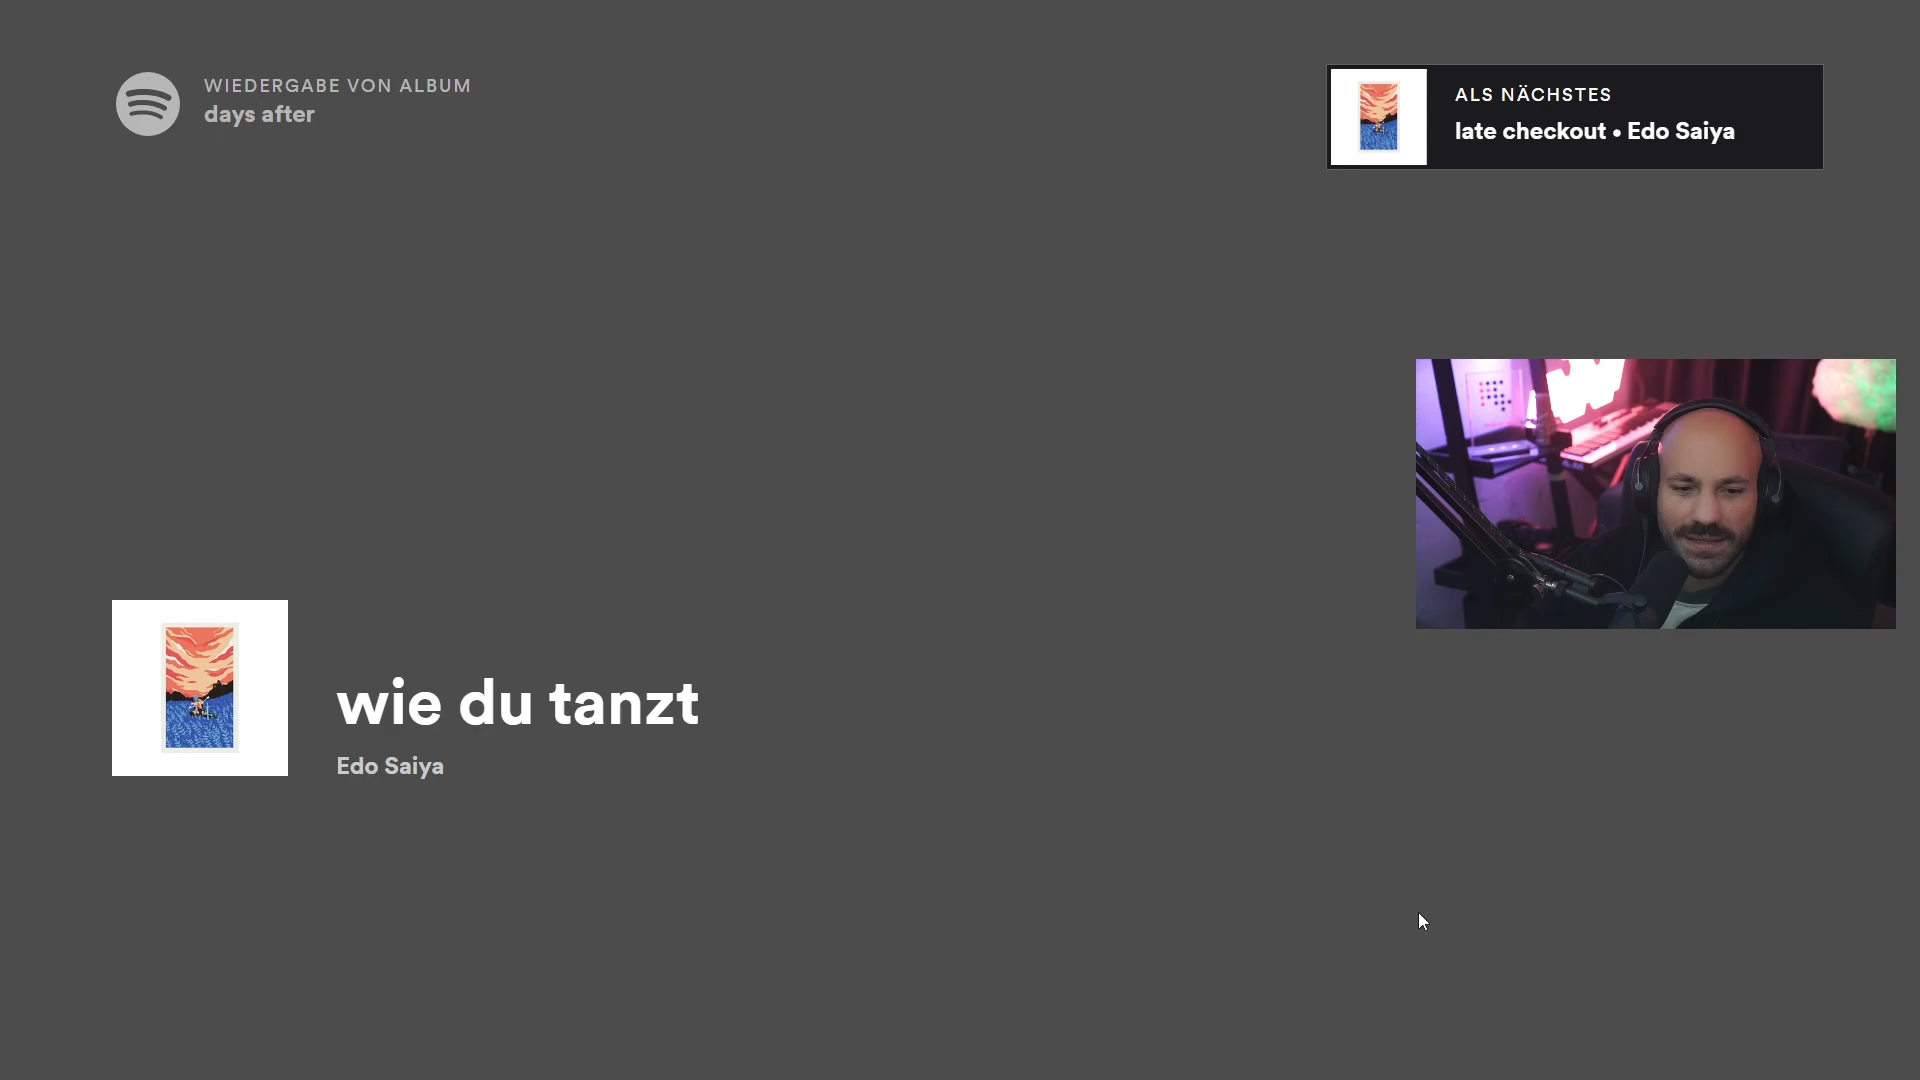 WIEDERGABE VON ALBUM
days after
ALS NÄCHSTES
late checkout • Edo Saiya
wie du tanzt
Edo Saiya